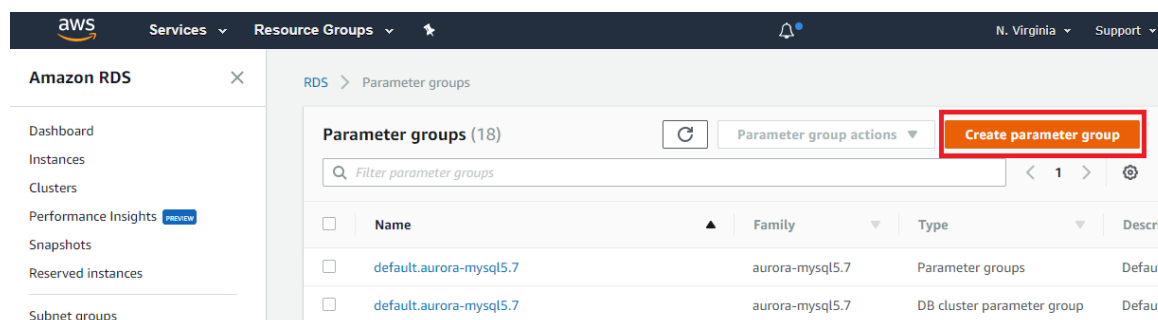 aws
Services
Resource Groups
N. Virginia
Support
Amazon RDS
Dashboard
Instances
Clusters
Performance Insights PREVIEW
Snapshots
Reserved instances
Subnet groups
RDS > Parameter groups
Parameter groups (18)
Parameter group actions
Create parameter group
Filter parameter groups
< 1 >
Name Family Type Descr
default.aurora-mysql5.7 aurora-mysql5.7 Parameter groups Defau
default.aurora-mysql5.7 aurora-mysql5.7 DB cluster parameter group Defau